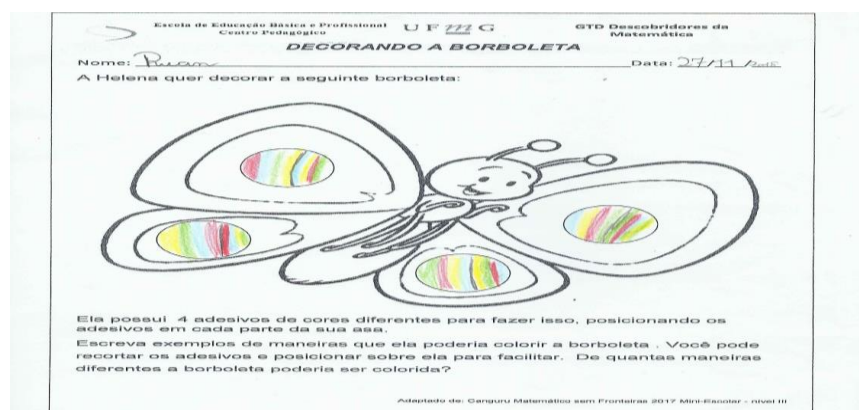 Escola de Educação Básica e Profissional
Centro Pedagógico
UFmG
GTD Descobridores da
Matemática
DECORANDO A BORBOLETA
Nome: Ruan Data: 27/11/2018
A Helena quer decorar a seguinte borboleta:
Ela possui 4 adesivos de cores diferentes para fazer isso, posicionando os
adesivos em cada parte da sua asa.
Escreva exemplos de maneiras que ela poderia colorir a borboleta . Você pode
recortar os adesivos e posicionar sobre ela para facilitar. De quantas maneiras
diferentes a borboleta poderia ser colorida?
Adaptado de: Canguru Matemático sem Fronteiras 2017 Mini-Escolar - nível III